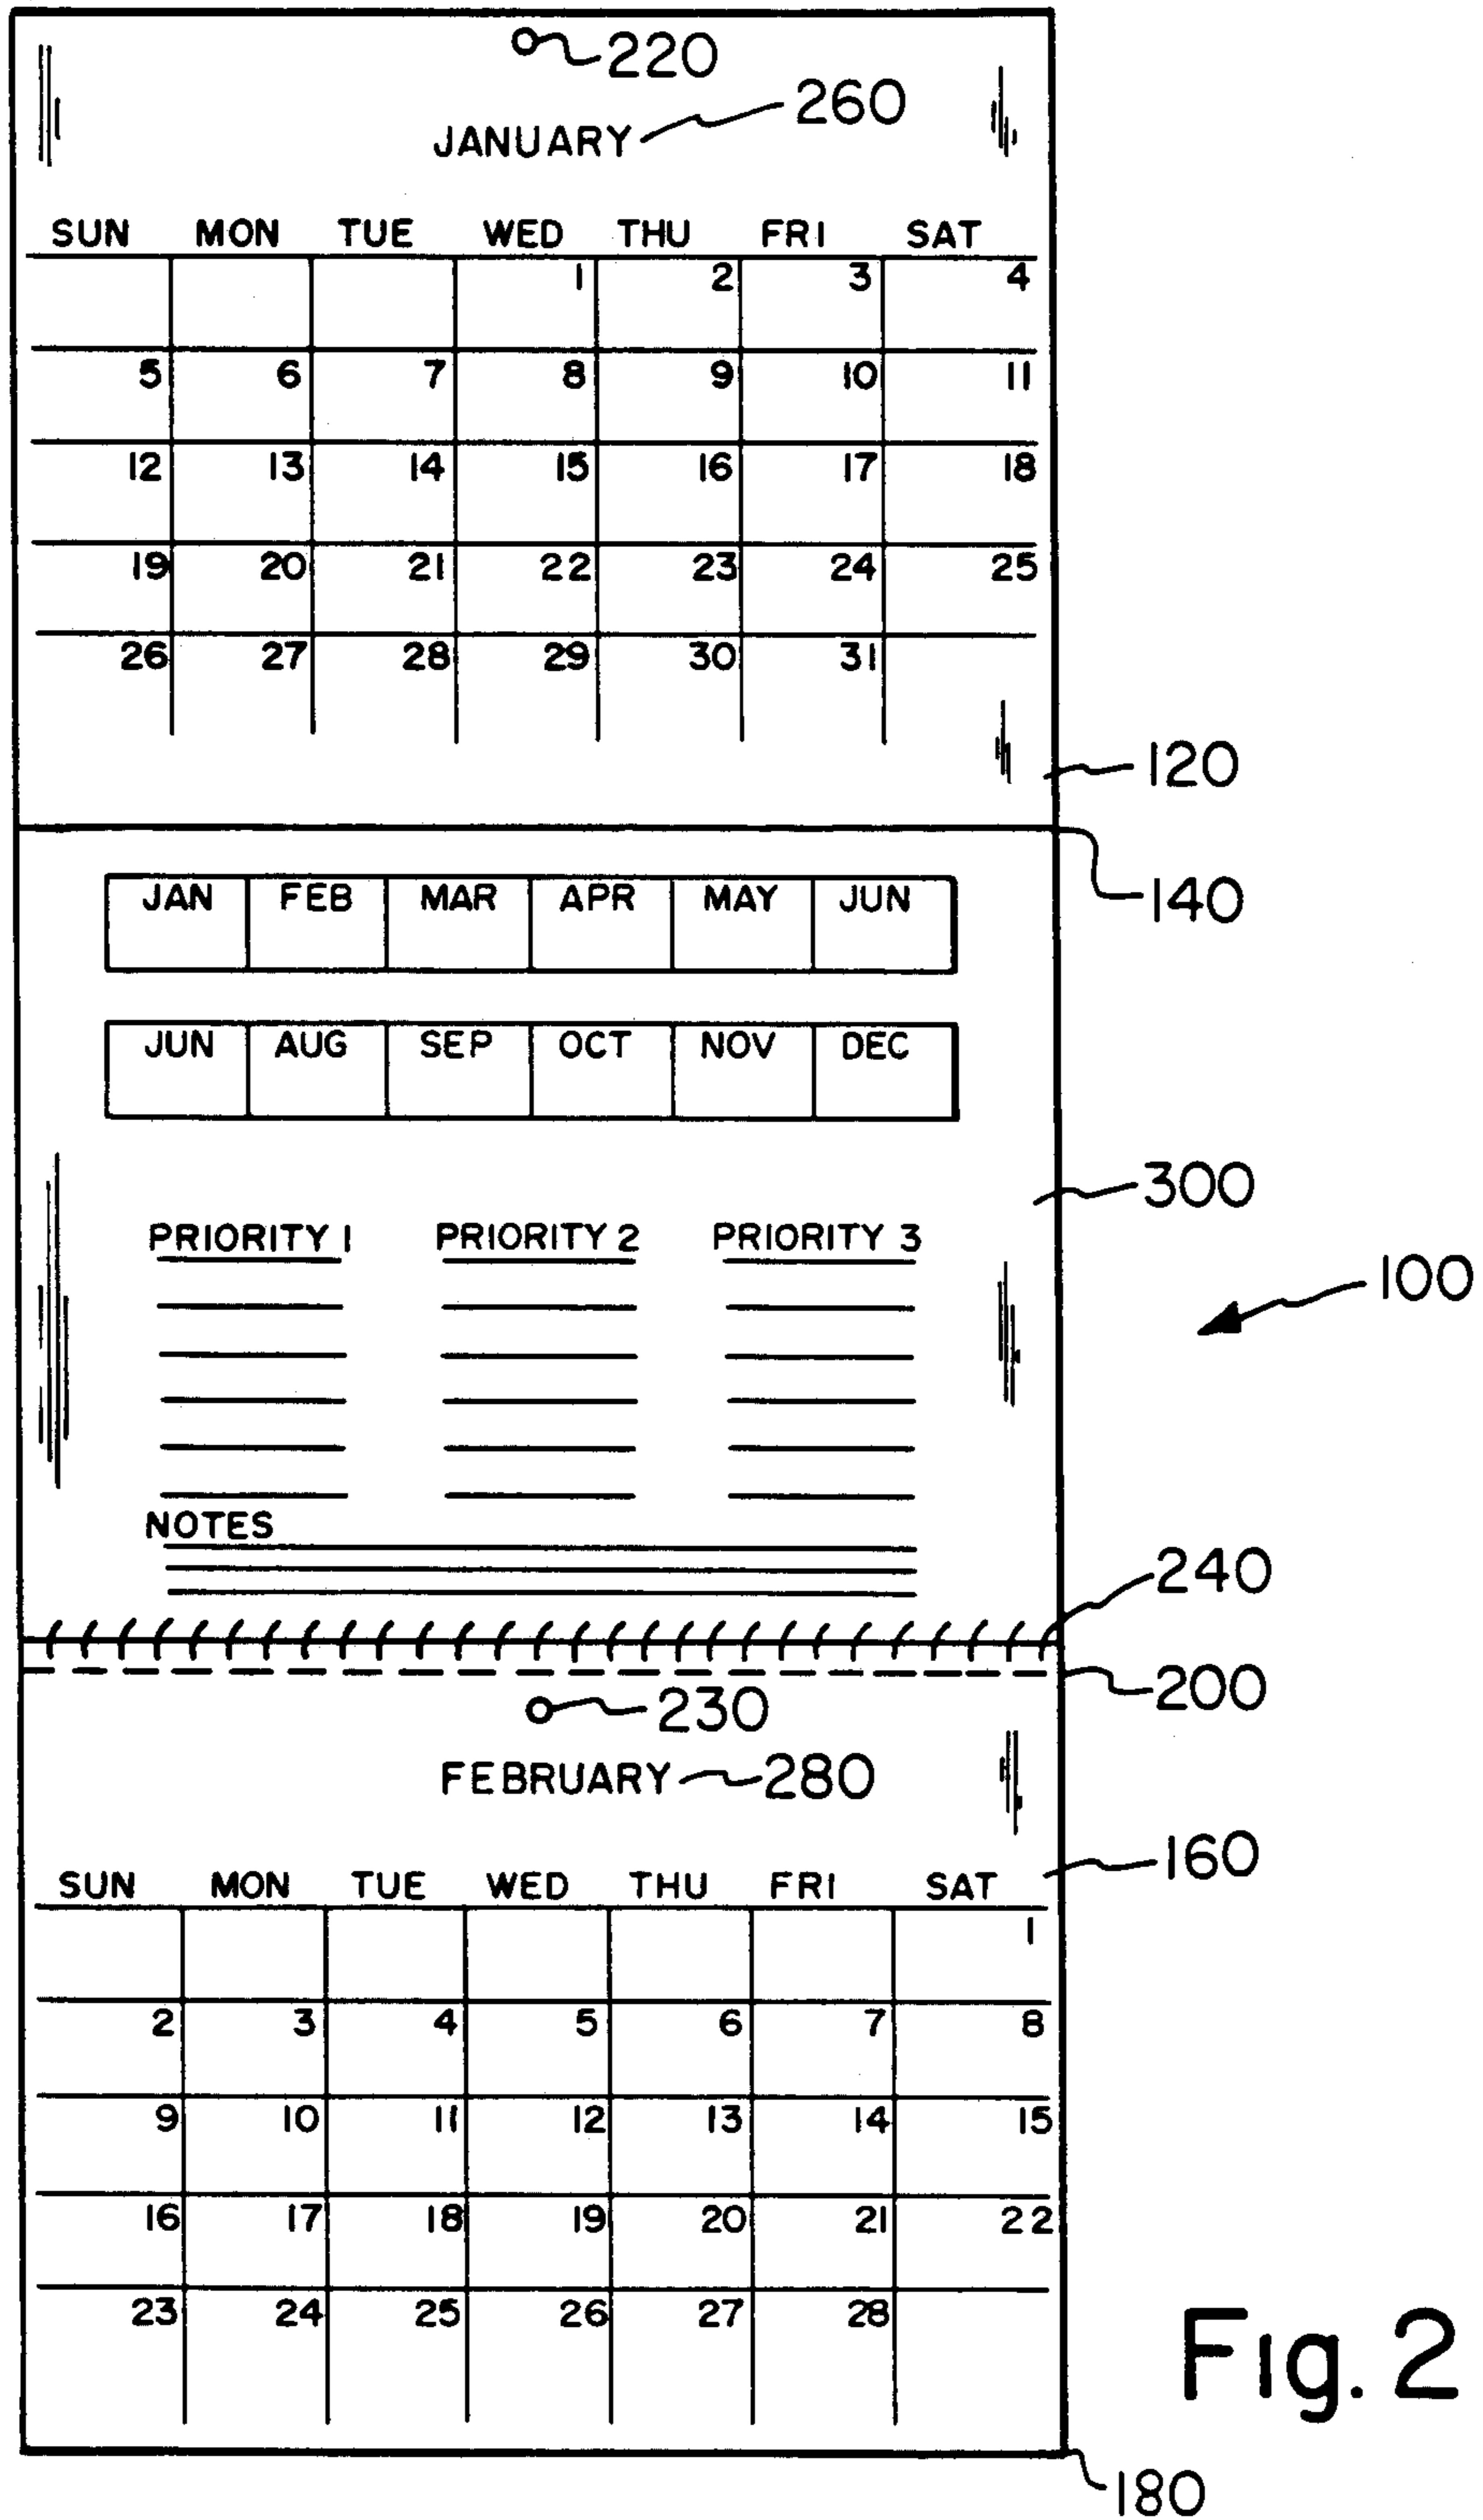 220
260
JANUARY
SUN MON TUE WED THU FRI SAT
1 2 3 4
5 6 7 8 9 10 11
12 13 14 15 16 17 18
19 20 21 22 23 24 25
26 27 28 29 30 31
120
140
JAN FEB MAR APR MAY JUN
JUN AUG SEP OCT NOV DEC
300
PRIORITY 1 PRIORITY 2 PRIORITY 3
100
NOTES
240
200
230
FEBRUARY 280
160
SUN MON TUE WED THU FRI SAT
1
2 3 4 5 6 7 8
9 10 11 12 13 14 15
16 17 18 19 20 21 22
23 24 25 26 27 28
Fig. 2
180